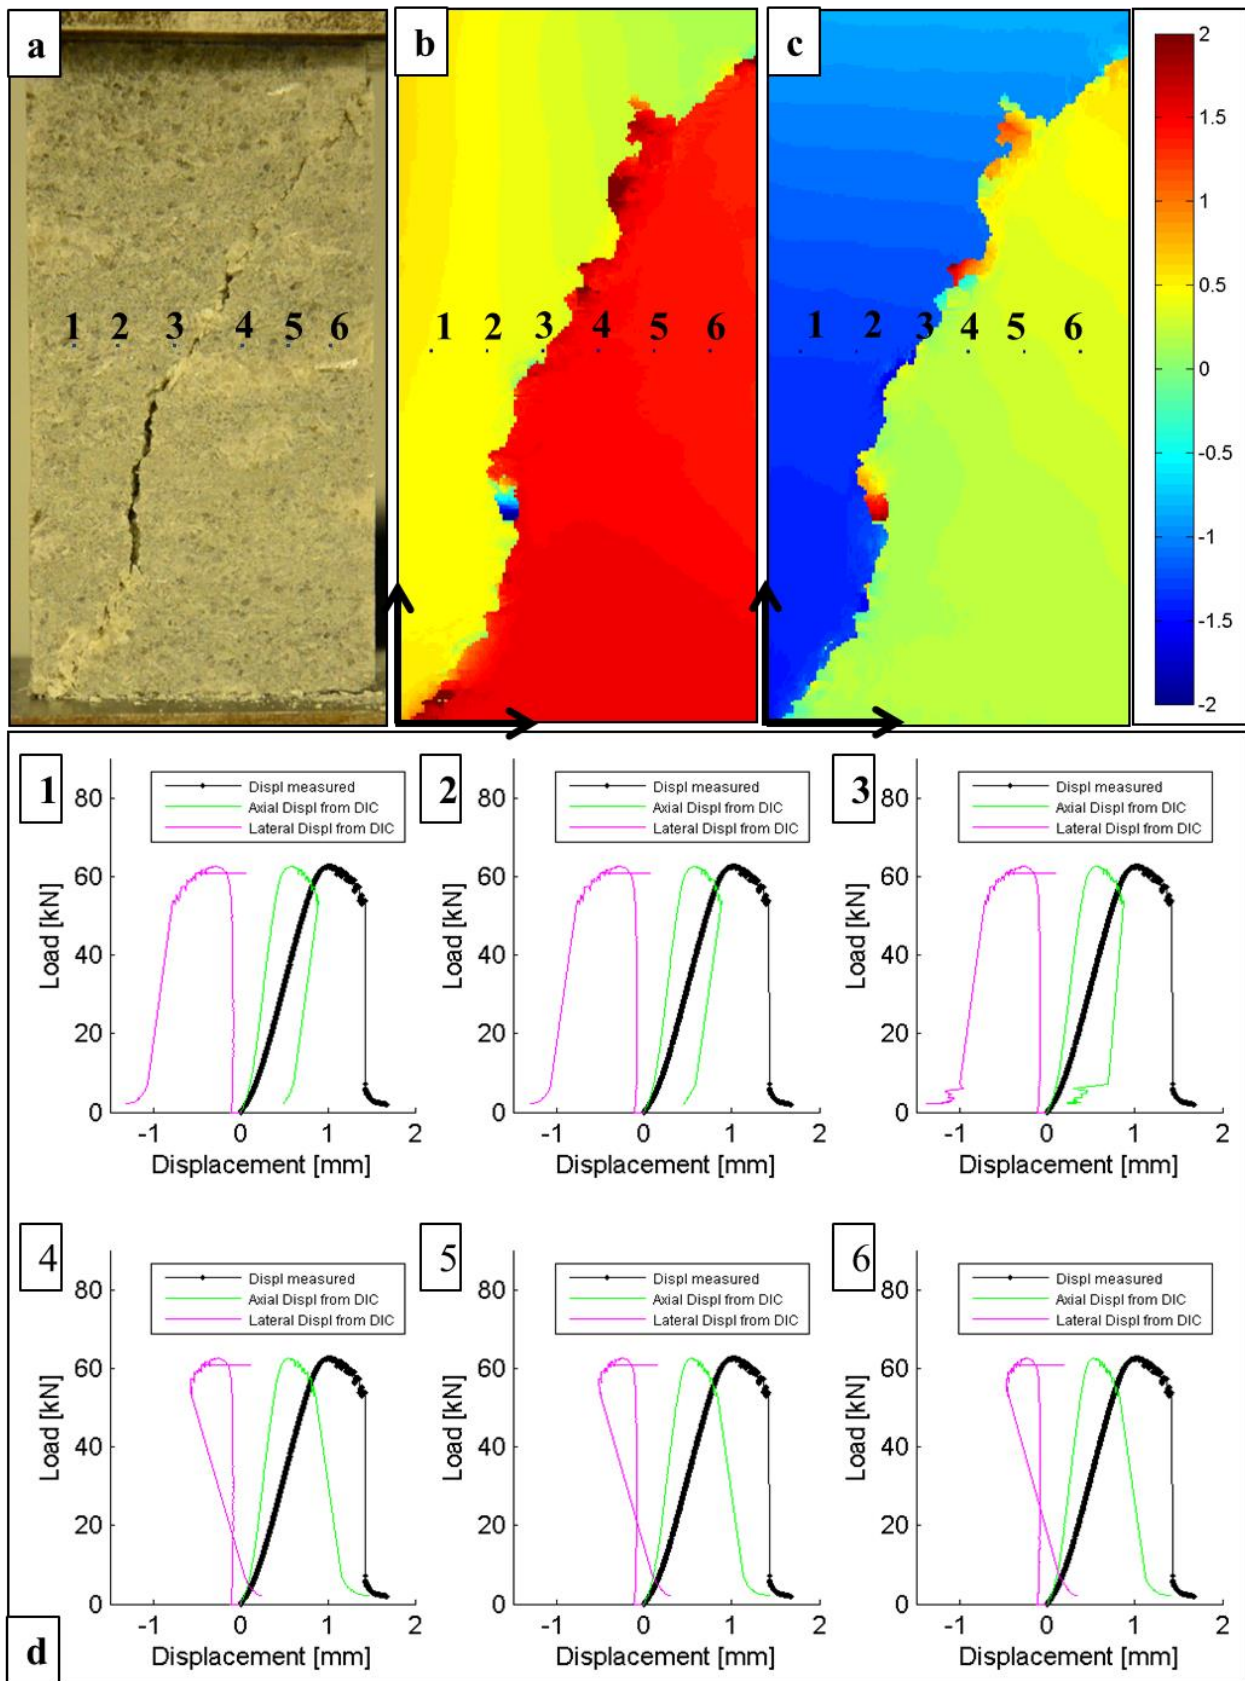 a
b
c
2
1.5
1
0.5
0
-0.5
-1
-1.5
-2
1 2 3 4 5 6
1 2 3 4 5 6
1 2 3 4 5 6
1
Displ measured
Axial Displ from DIC
Lateral Displ from DIC
80
60
40
20
0
Load [kN]
-1 0 1 2
Displacement [mm]
2
Displ measured
Axial Displ from DIC
Lateral Displ from DIC
80
60
40
20
0
Load [kN]
-1 0 1 2
Displacement [mm]
3
Displ measured
Axial Displ from DIC
Lateral Displ from DIC
80
60
40
20
0
Load [kN]
-1 0 1 2
Displacement [mm]
4
Displ measured
Axial Displ from DIC
Lateral Displ from DIC
80
60
40
20
0
Load [kN]
-1 0 1 2
Displacement [mm]
5
Displ measured
Axial Displ from DIC
Lateral Displ from DIC
80
60
40
20
0
Load [kN]
-1 0 1 2
Displacement [mm]
6
Displ measured
Axial Displ from DIC
Lateral Displ from DIC
80
60
40
20
0
Load [kN]
-1 0 1 2
Displacement [mm]
d